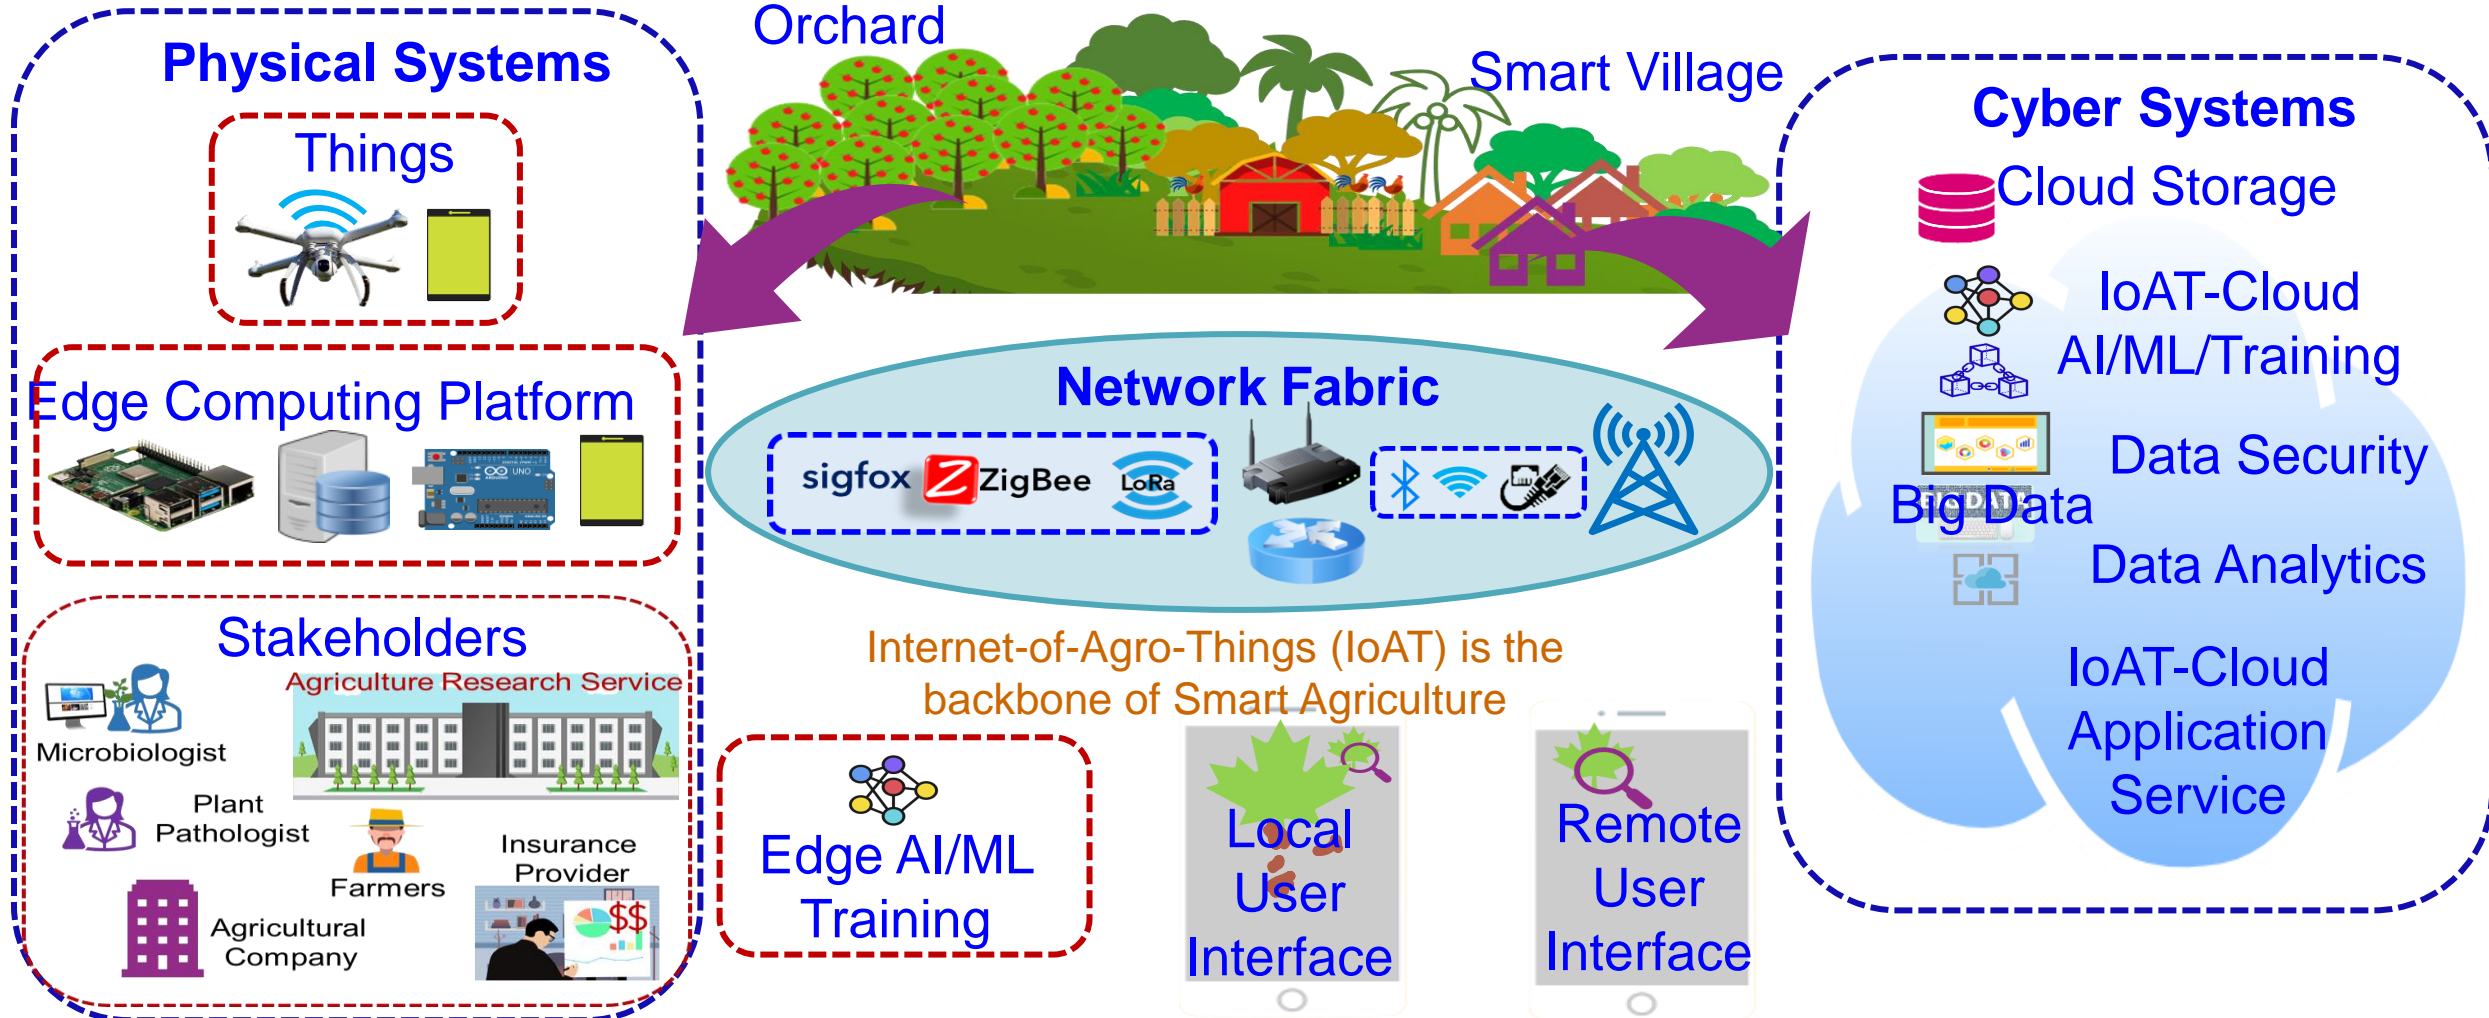 Orchard
Smart Village
Physical Systems
Things
Edge Computing Platform
UNO
Stakeholders
Agriculture Research Service
Microbiologist
Plant
Pathologist
Farmers
Insurance
Provider
$$
Agricultural
Company
Network Fabric
sigfox
Z ZigBee
LoRa
Internet-of-Agro-Things (IoAT) is the
backbone of Smart Agriculture
Edge AI/ML
Training
Local
User
Interface
Remote
User
Interface
Cyber Systems
Cloud Storage
IoAT-Cloud
AI/ML/Training
Data Security
Big Data
BIG DATA
Data Analytics
IoAT-Cloud
Application
Service